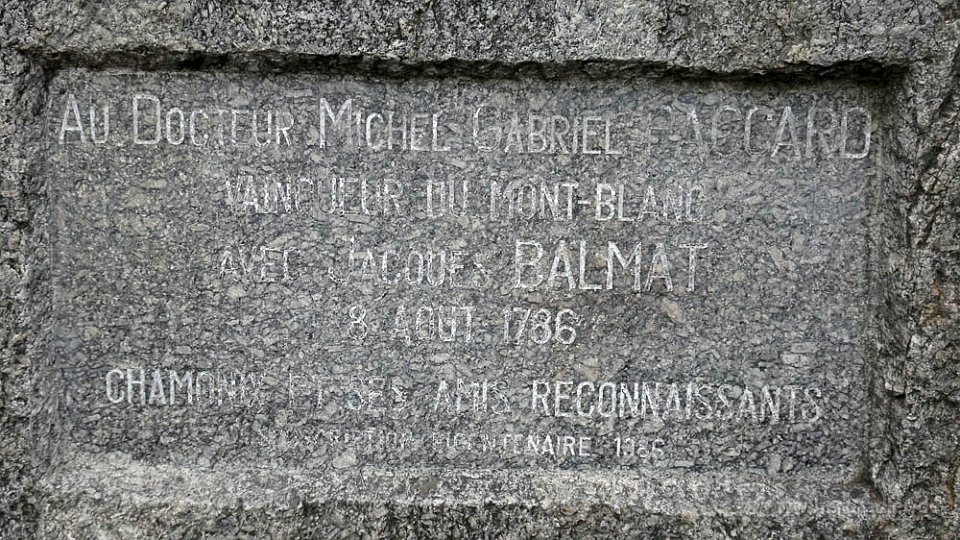 AU DOCTEUR MICHEL GABRIEL PACCARD
VAINQUEUR DU MONT-BLANC
AVEC JACQUES BALMAT
8 AOUT 1786
CHAMONIX ET SES AMIS RECONNAISSANTS
SOUSCRIPTION BICENTENAIRE 1986